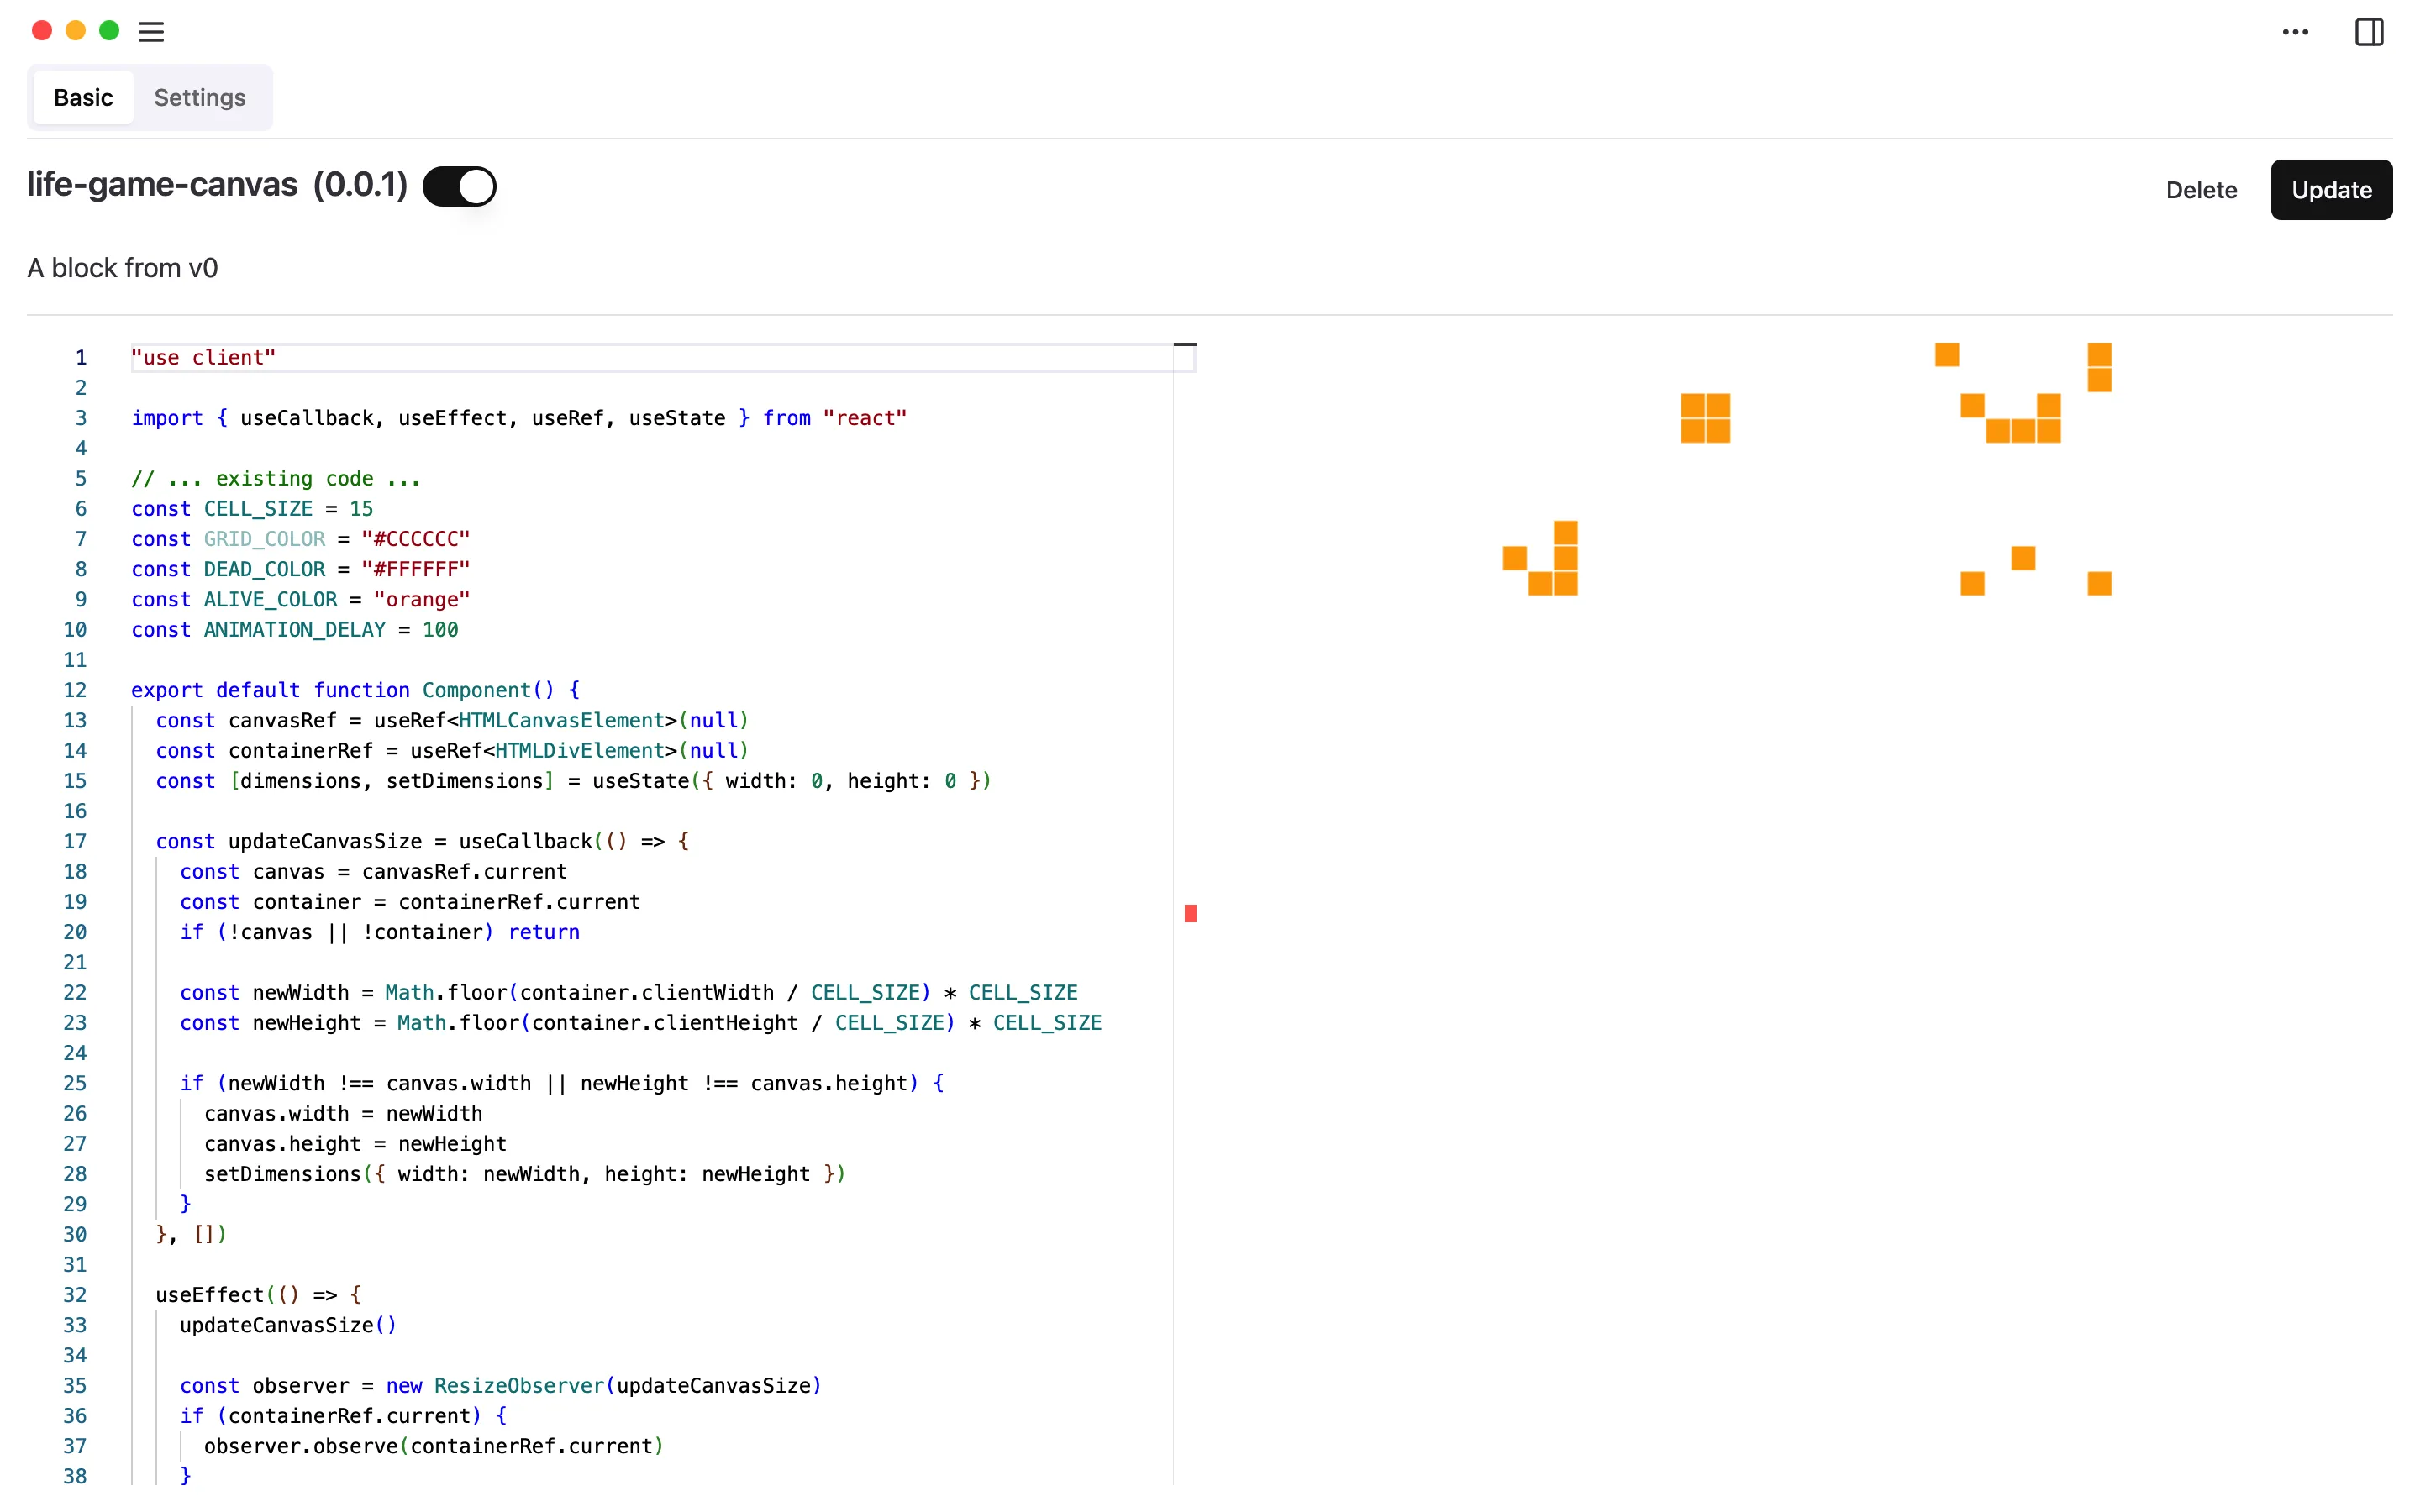 Basic Settings
life-game-canvas (0.0.1)
Delete Update
A block from v0
1 "use client"
2
3 import { useCallback, useEffect, useRef, useState } from "react"
4
5 // ... existing code ...
6 const CELL_SIZE = 15
7 const GRID_COLOR = "#CCCCCC"
8 const DEAD_COLOR = "#FFFFFF"
9 const ALIVE_COLOR = "orange"
10 const ANIMATION_DELAY = 100
11
12 export default function Component() {
13 const canvasRef = useRef<HTMLCanvasElement>(null)
14 const containerRef = useRef<HTMLDivElement>(null)
15 const [dimensions, setDimensions] = useState({ width: 0, height: 0 })
16
17 const updateCanvasSize = useCallback(() => {
18 const canvas = canvasRef.current
19 const container = containerRef.current
20 if (!canvas || !container) return
21
22 const newWidth = Math.floor(container.clientWidth / CELL_SIZE) * CELL_SIZE
23 const newHeight = Math.floor(container.clientHeight / CELL_SIZE) * CELL_SIZE
24
25 if (newWidth !== canvas.width || newHeight !== canvas.height) {
26 canvas.width = newWidth
27 canvas.height = newHeight
28 setDimensions({ width: newWidth, height: newHeight })
29 }
30 }, [])
31
32 useEffect(() => {
33 updateCanvasSize()
34
35 const observer = new ResizeObserver(updateCanvasSize)
36 if (containerRef.current) {
37 observer.observe(containerRef.current)
38 }